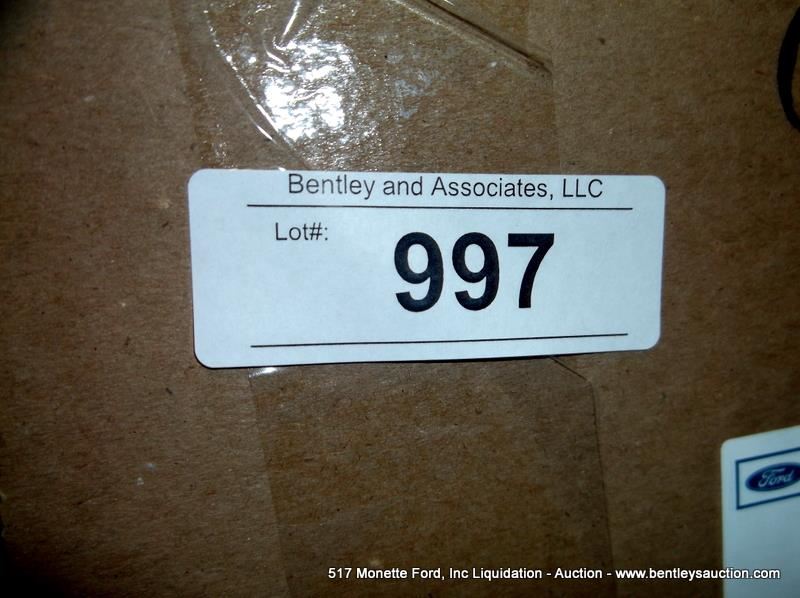 Bentley and Associates, LLC
Lot#:
997
Ford
517 Monette Ford, Inc Liquidation - Auction - www.bentleysauction.com